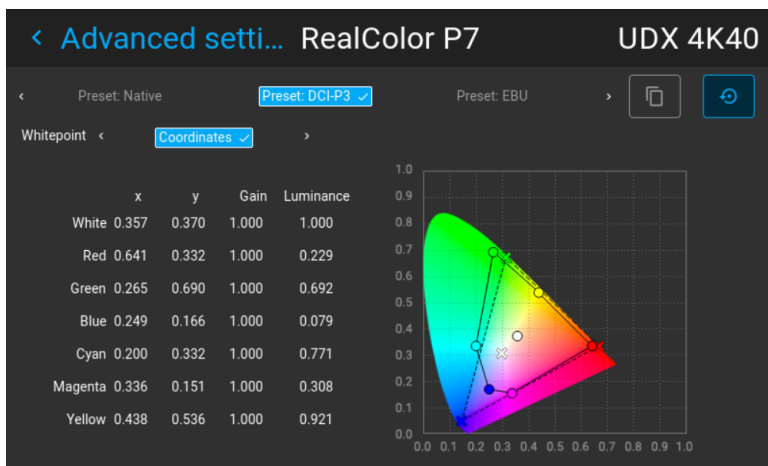 ‹ Advanced setti... RealColor P7 UDX 4K40
‹ Preset: Native Preset: DCI-P3 ✓ Preset: EBU ›
Whitepoint ‹ Coordinates ✓ ›
x y Gain Luminance
White 0.357 0.370 1.000 1.000
Red 0.641 0.332 1.000 0.229
Green 0.265 0.690 1.000 0.692
Blue 0.249 0.166 1.000 0.079
Cyan 0.200 0.332 1.000 0.771
Magenta 0.336 0.151 1.000 0.308
Yellow 0.438 0.536 1.000 0.921
1.0
0.9
0.8
0.7
0.6
0.5
0.4
0.3
0.2
0.1
0.0
0.0 0.1 0.2 0.3 0.4 0.5 0.6 0.7 0.8 0.9 1.0